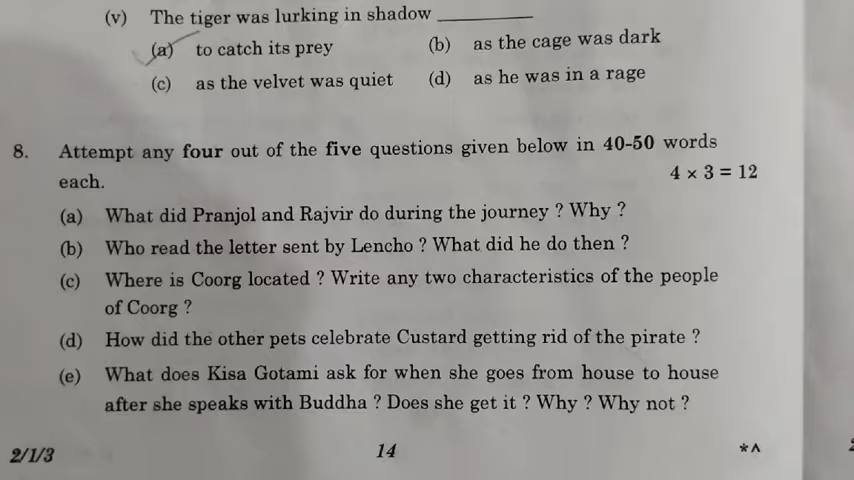 (v) The tiger was lurking in shadow __________
(a) to catch its prey (b) as the cage was dark
(c) as the velvet was quiet (d) as he was in a rage
8. Attempt any four out of the five questions given below in 40-50 words
each. 4 × 3 = 12
(a) What did Pranjol and Rajvir do during the journey ? Why ?
(b) Who read the letter sent by Lencho ? What did he do then ?
(c) Where is Coorg located ? Write any two characteristics of the people
of Coorg ?
(d) How did the other pets celebrate Custard getting rid of the pirate ?
(e) What does Kisa Gotami ask for when she goes from house to house
after she speaks with Buddha ? Does she get it ? Why ? Why not ?
2/1/3 14 *^